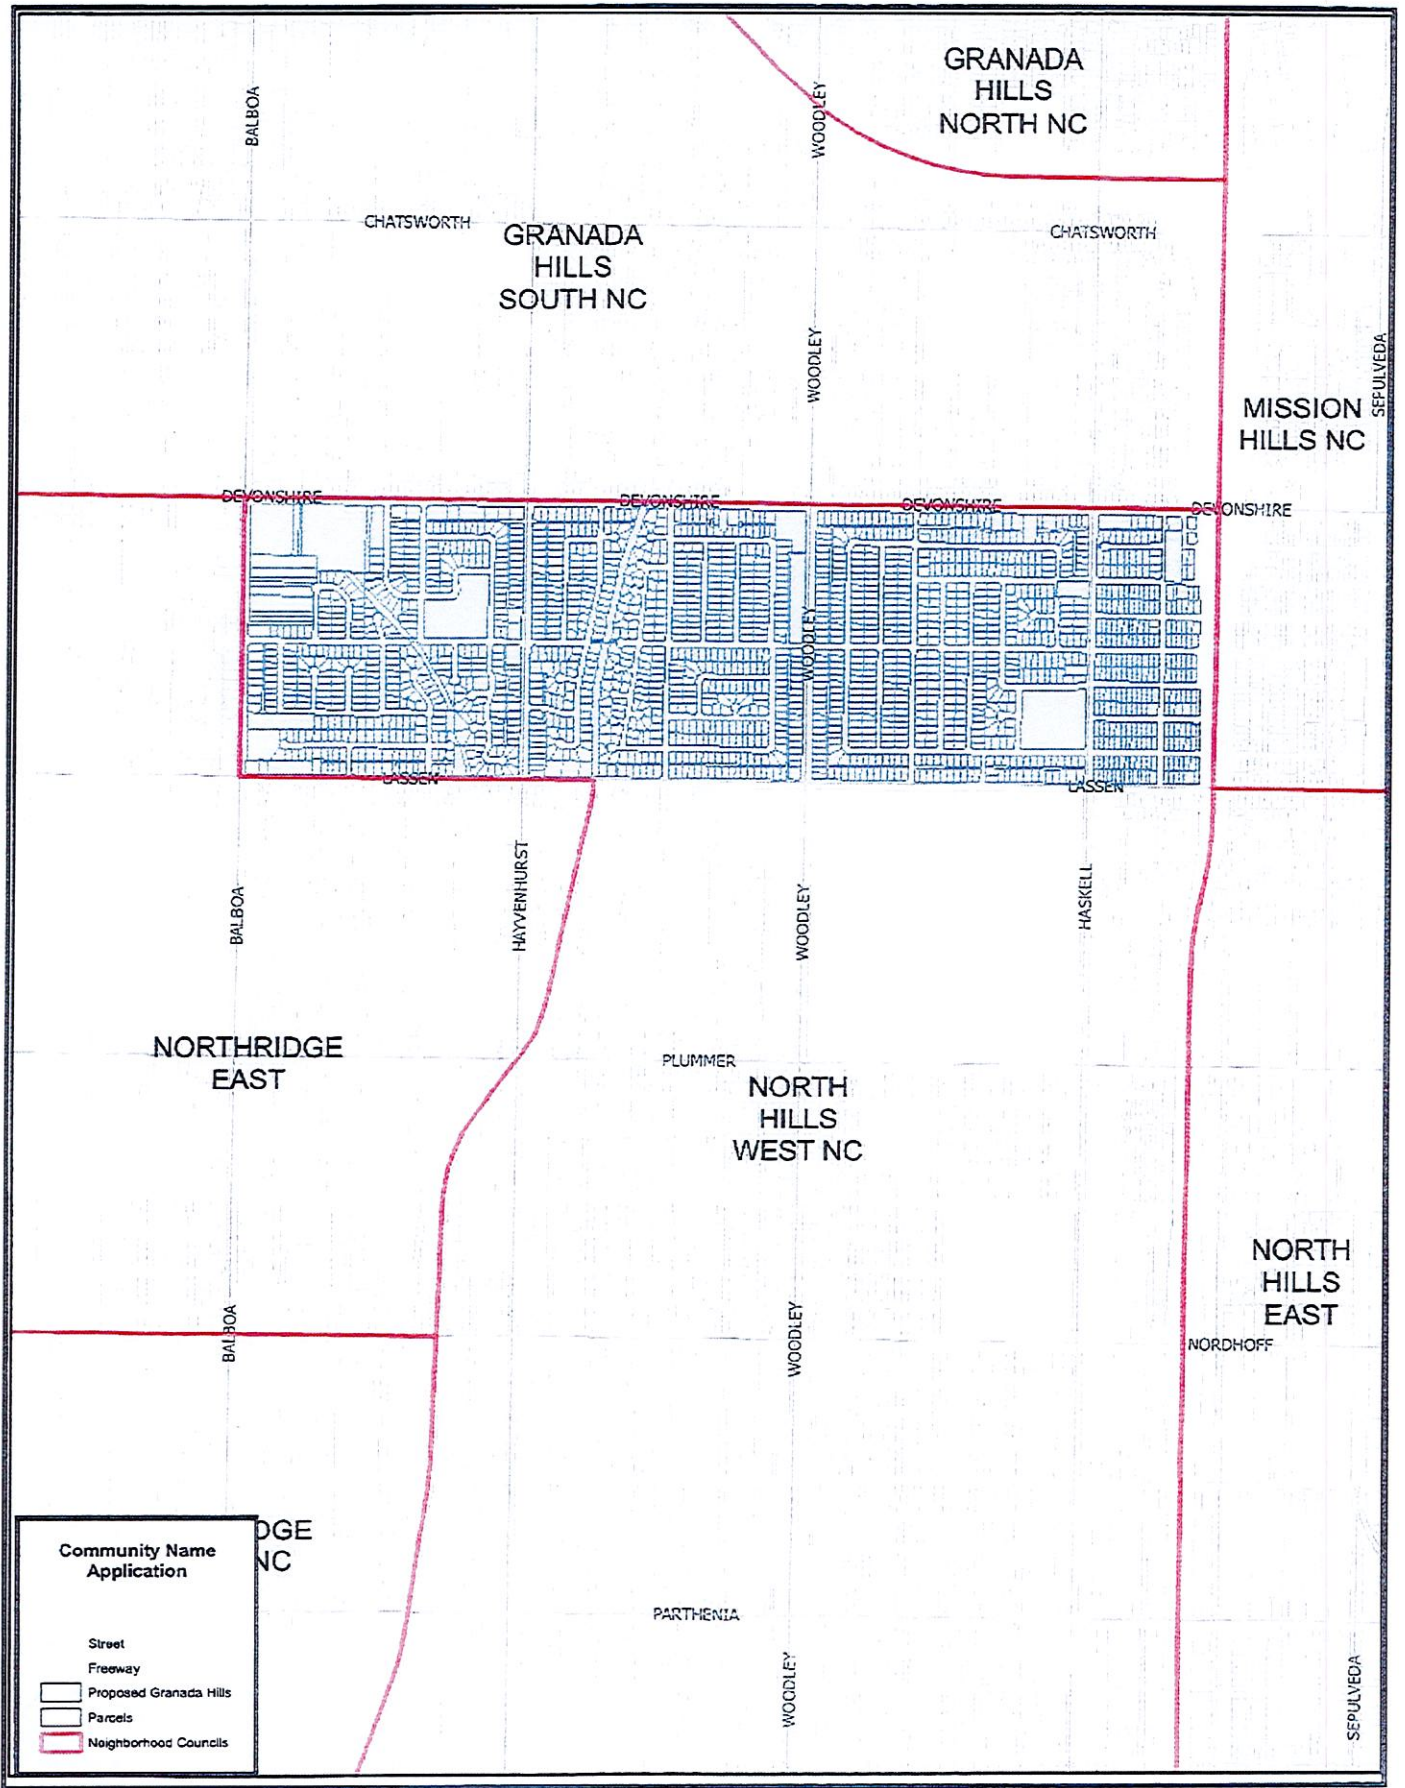 GRANADA
HILLS
NORTH NC
BALBOA
WOODLEY
CHATSWORTH
CHATSWORTH
GRANADA
HILLS
SOUTH NC
WOODLEY
SEPULVEDA
MISSION
HILLS NC
DEVONSHIRE
DEVONSHIRE
DEVONSHIRE
DEVONSHIRE
WOODLEY
LASSEN
LASSEN
BALBOA
HAYVENHURST
WOODLEY
HASKELL
NORTHRIDGE
EAST
PLUMMER
NORTH
HILLS
WEST NC
NORTH
HILLS
EAST
BALBOA
WOODLEY
NORDHOFF
DGE
NC
Community Name
Application
Street
Freeway
Proposed Granada Hills
Parcels
Neighborhood Councils
PARTHENIA
WOODLEY
SEPULVEDA